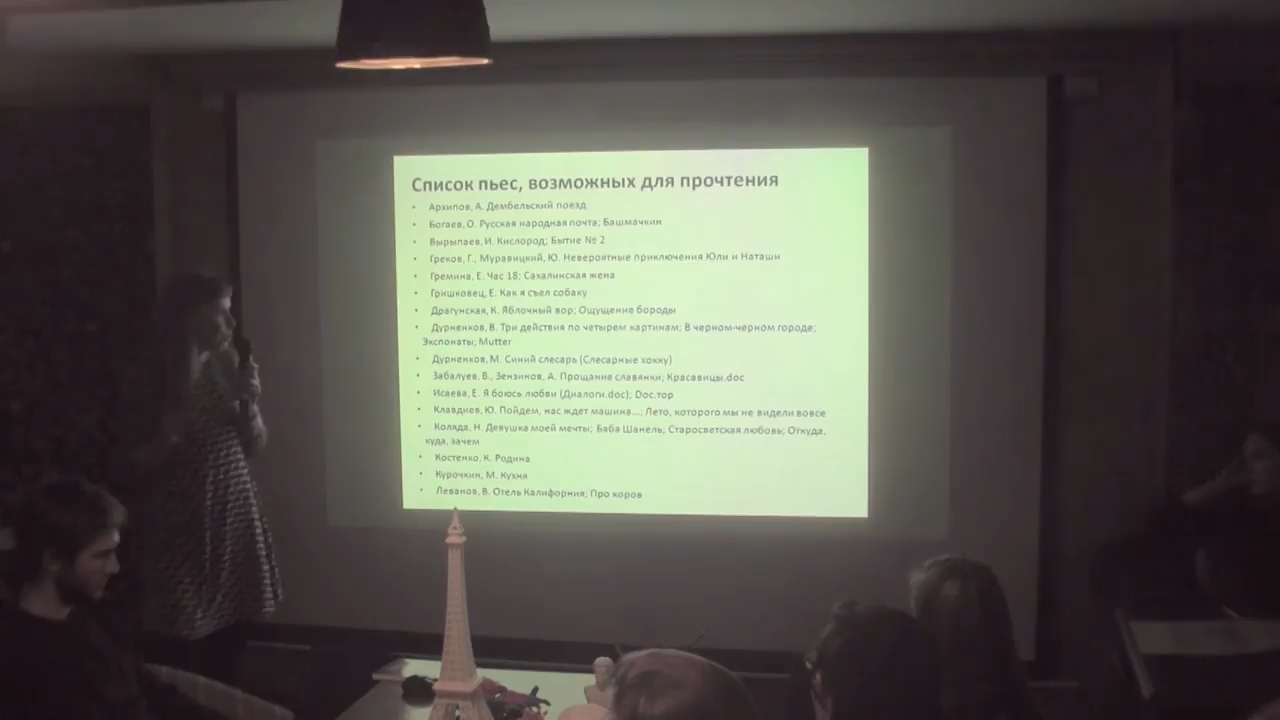 Список пьес, возможных для прочтения
• Архипов, А. Дембельский поезд
• Богаев, О. Русская народная почта; Башмачкин
• Вырыпаев, И. Кислород; Бытие № 2
• Греков, Г., Муравицкий, Ю. Невероятные приключения Юли и Наташи
• Гремина, Е. Час 18; Сахалинская жена
• Гришковец, Е. Как я съел собаку
• Драгунская, К. Яблочный вор; Ощущение бороды
• Дурненков, В. Три действия по четырем картинам; В черном-черном городе;
Экспонаты; Mutter
• Дурненков, М. Синий слесарь (Слесарные хокку)
• Забалуев, В., Зензинов, А. Прощание славянки; Красавицы.doc
• Исаева, Е. Я боюсь любви (Диалоги.doc); Doc.тор
• Клавдиев, Ю. Пойдем, нас ждет машина...; Лето, которого мы не видели вовсе
• Коляда, Н. Девушка моей мечты; Баба Шанель; Старосветская любовь; Откуда,
куда, зачем
• Костенко, К. Родина
• Курочкин, М. Кухня
• Леванов, В. Отель Калифорния; Про коров